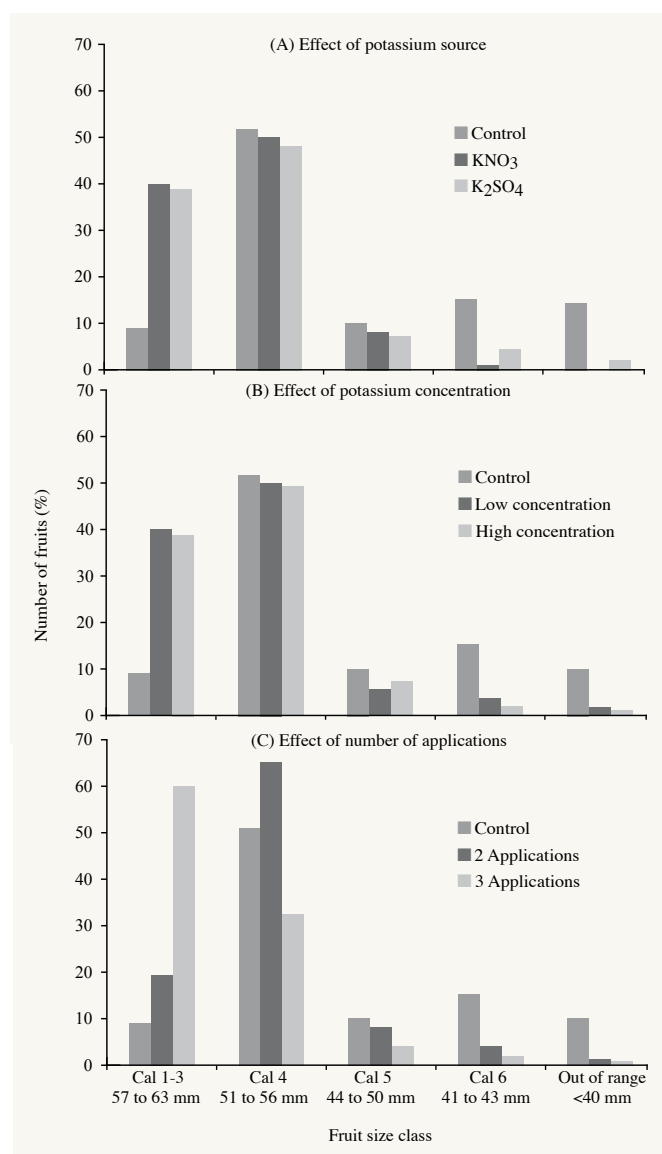 (A) Effect of potassium source
70
60
50
40
30
20
10
0
Control
KNO3
K2SO4
(B) Effect of potassium concentration
70
60
50
40
30
20
10
0
Control
Low concentration
High concentration
Number of fruits (%)
(C) Effect of number of applications
70
60
50
40
30
20
10
0
Control
2 Applications
3 Applications
Cal 1-3
57 to 63 mm
Cal 4
51 to 56 mm
Cal 5
44 to 50 mm
Cal 6
41 to 43 mm
Out of range
<40 mm
Fruit size class